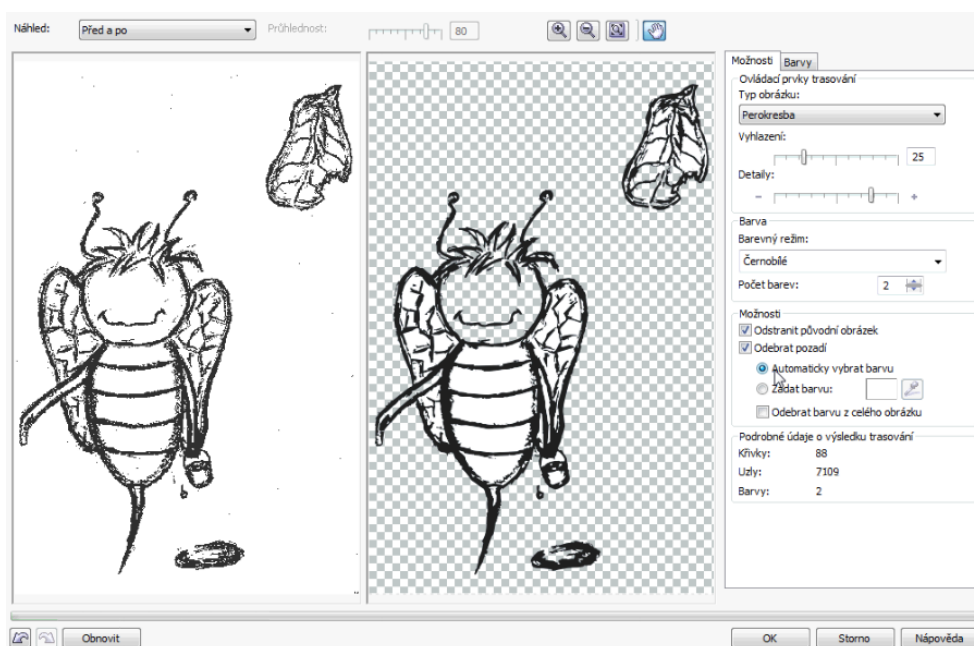 Náhled: Před a po Průhlednost: 80
Možnosti Barvy
Ovládací prvky trasování
Typ obrázku:
Perokresba
Vyhlazení:
25
Detaily:
- +
Barva
Barevný režim:
Černobílé
Počet barev: 2
Možnosti
Odstranit původní obrázek
Odebrat pozadí
Automaticky vybrat barvu
Zadat barvu:
Odebrat barvu z celého obrázku
Podrobné údaje o výsledku trasování
Křivky: 88
Uzly: 7109
Barvy: 2
Obnovit OK Storno Nápověda